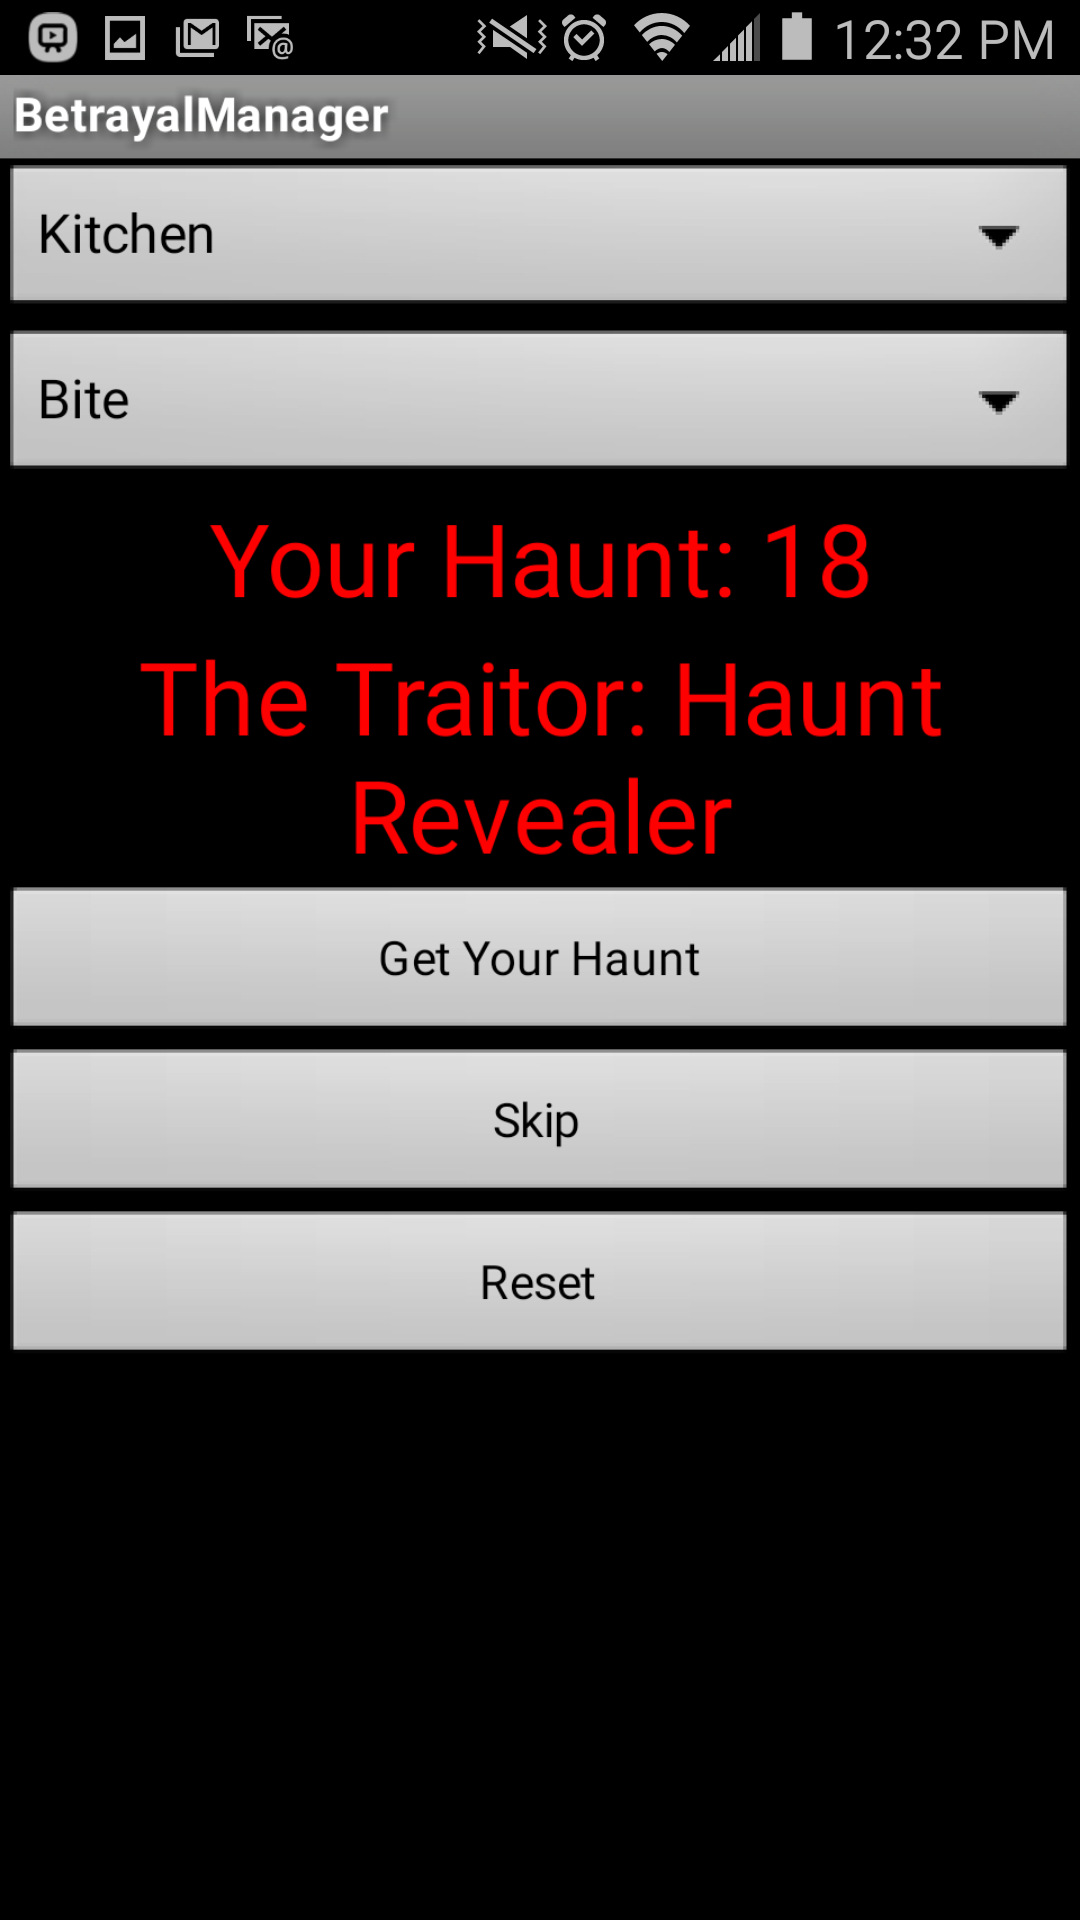 12:32 PM
BetrayalManager
Kitchen
Bite
Your Haunt: 18
The Traitor: Haunt
Revealer
Get Your Haunt
Skip
Reset